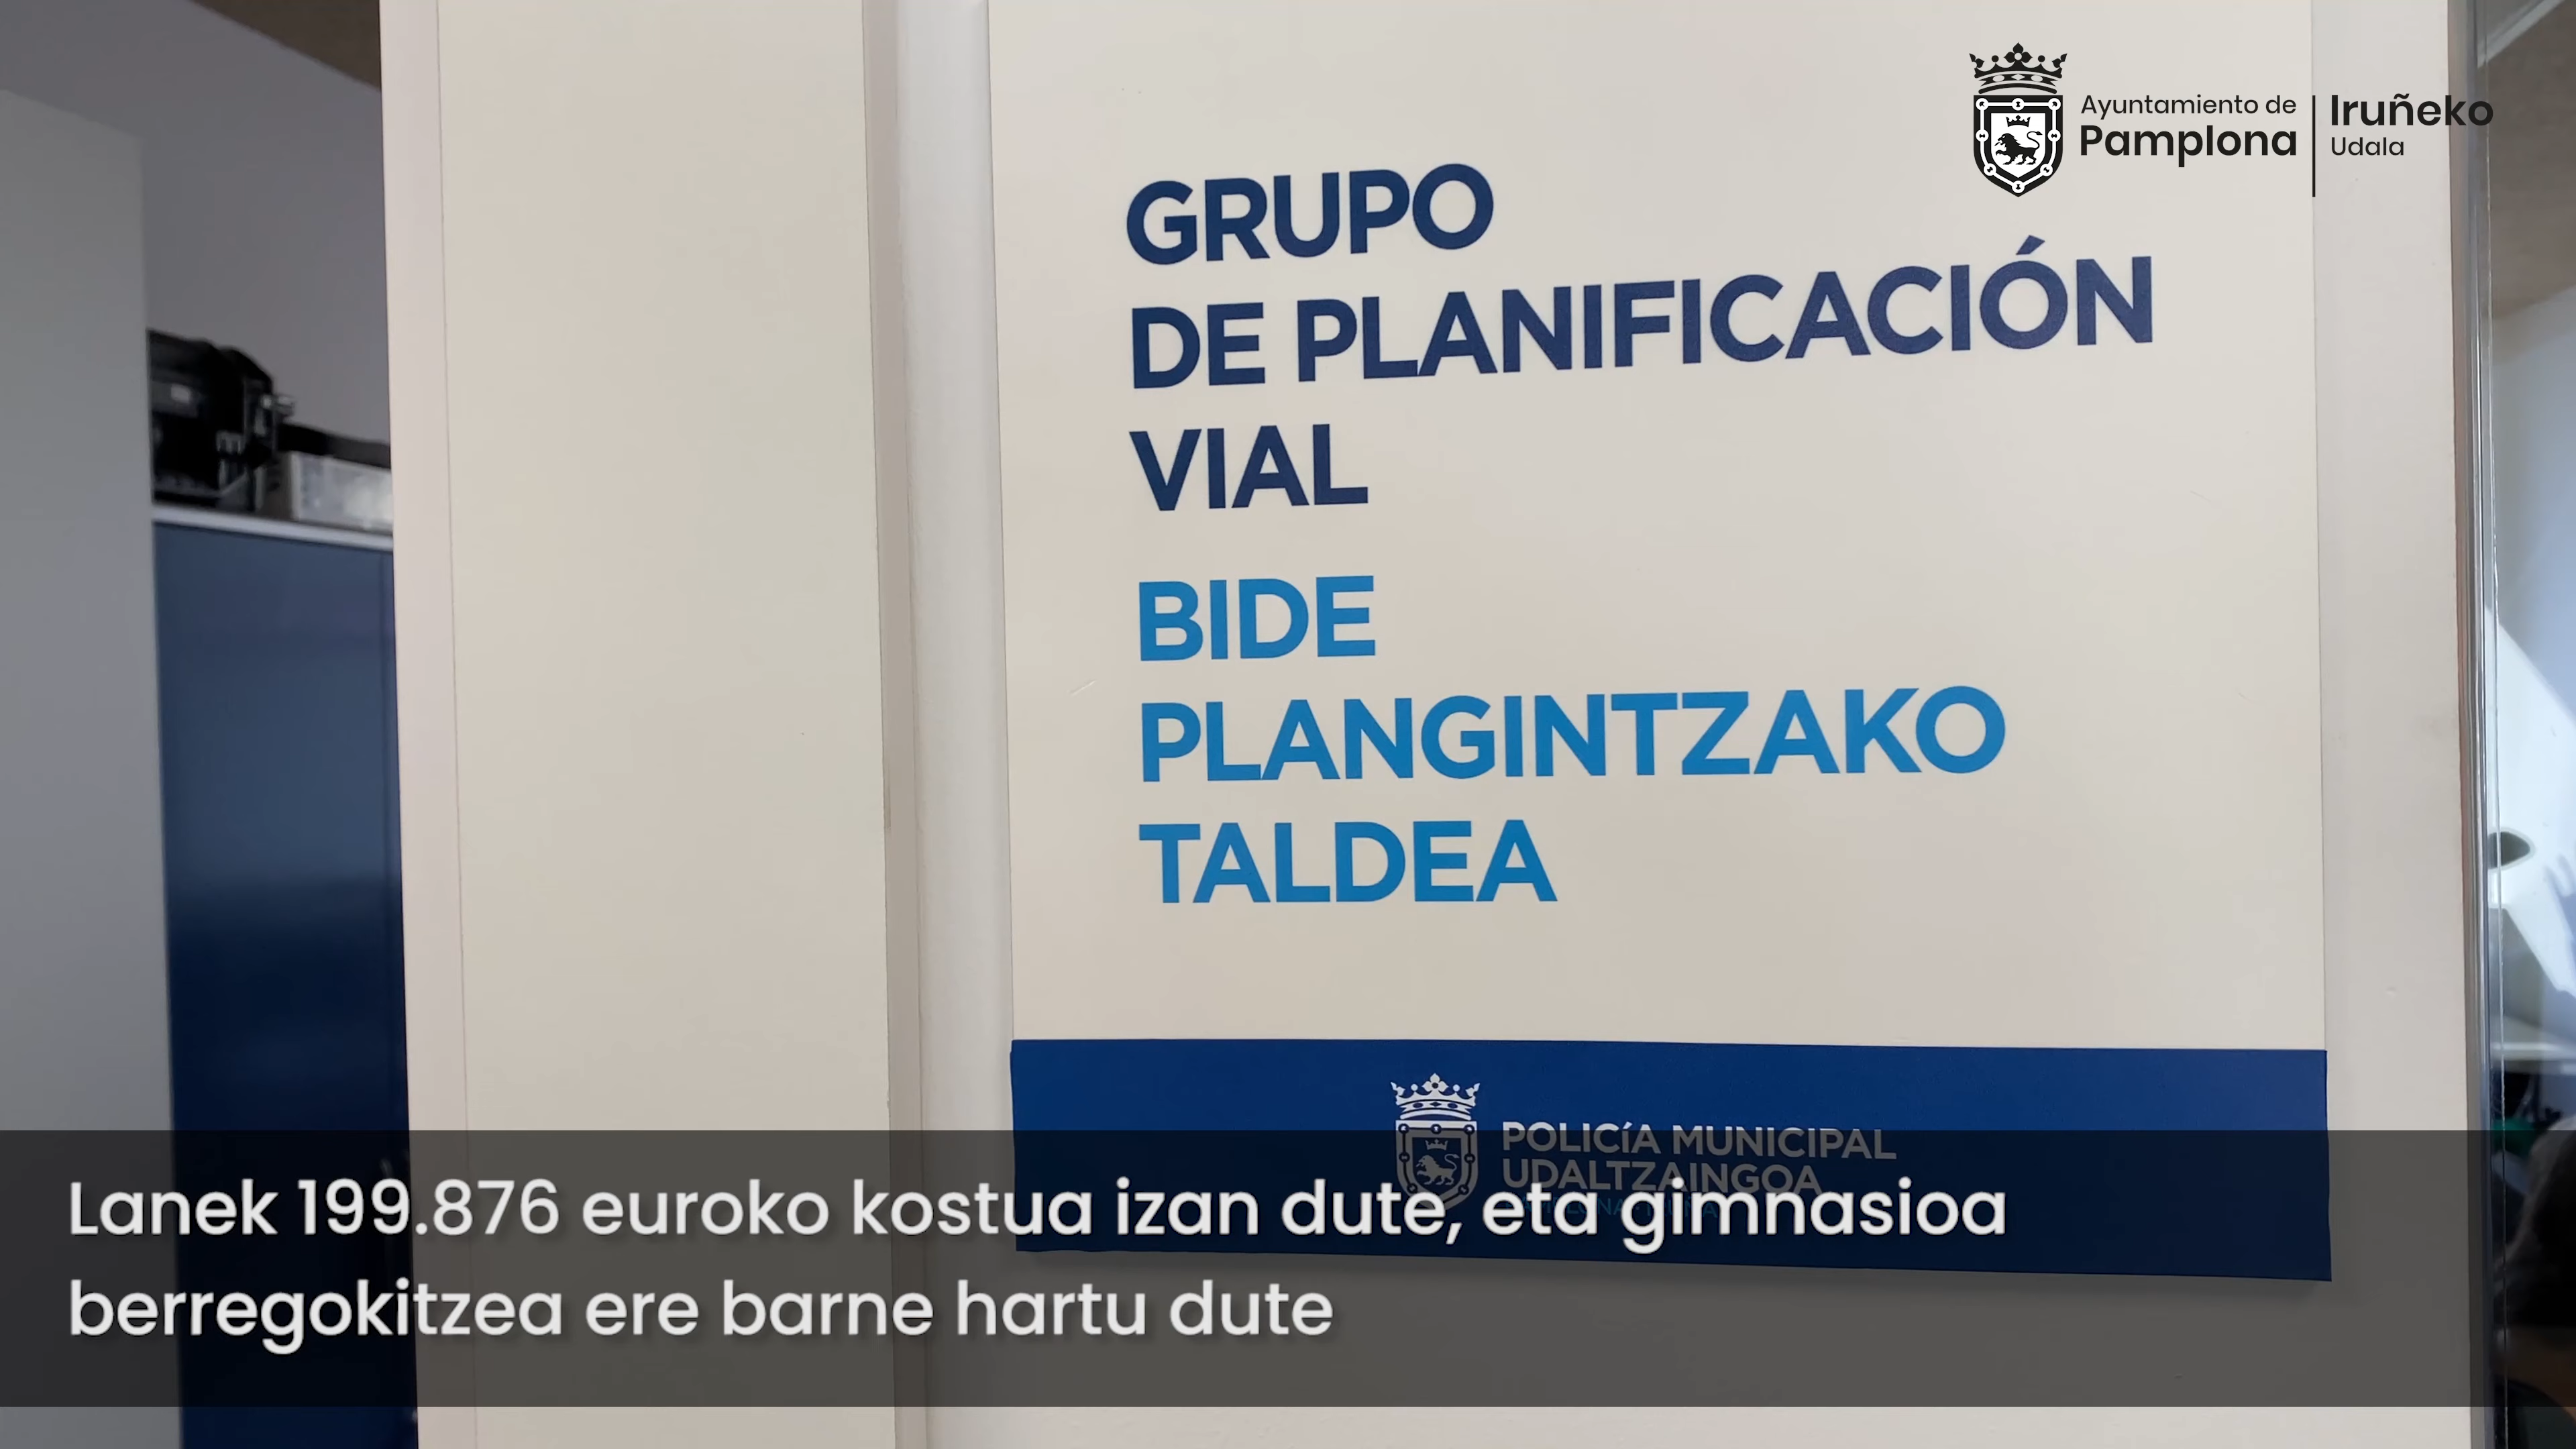 Ayuntamiento de
Pamplona
Iruñeko
Udala
GRUPO
DE PLANIFICACIÓN
VIAL
BIDE
PLANGINTZAKO
TALDEA
POLICÍA MUNICIPAL
UDALTZAINGOA
Lanek 199.876 euroko kostua izan dute, eta gimnasioa
berregokitzea ere barne hartu dute